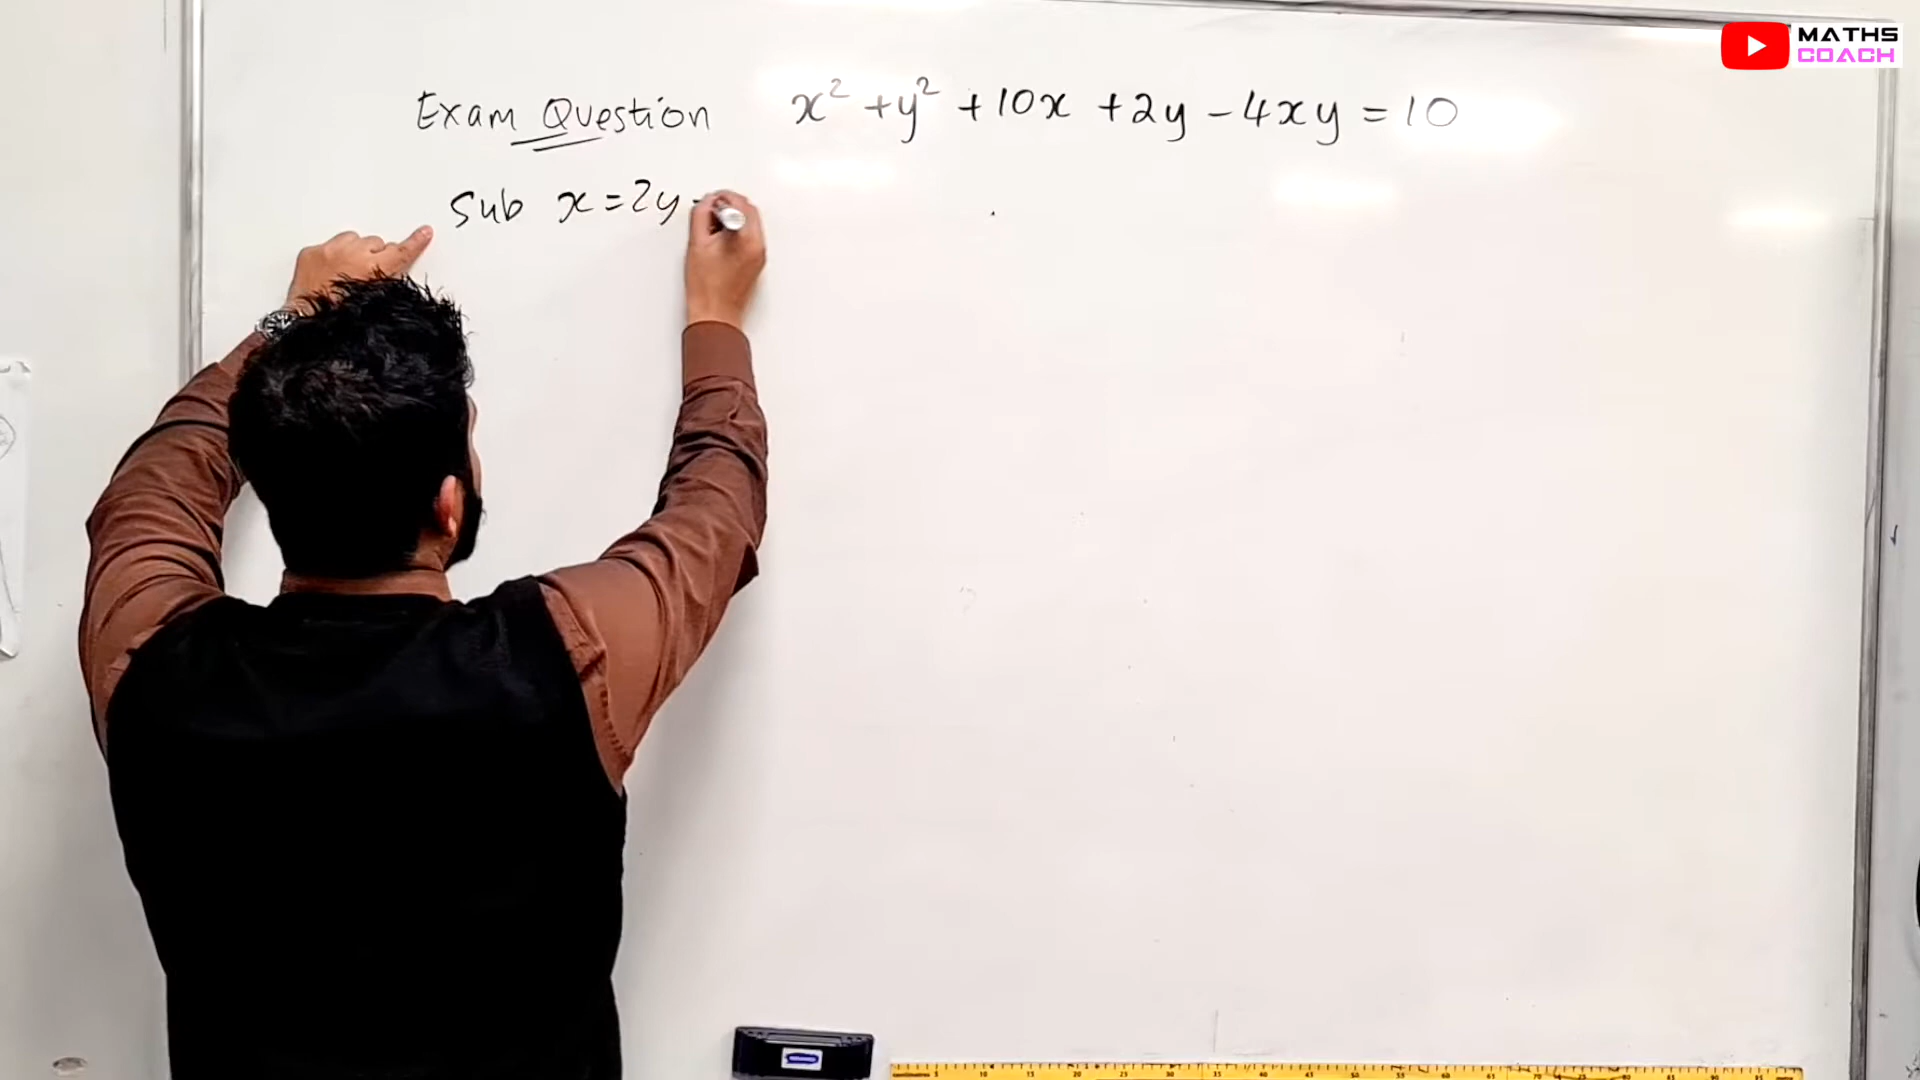 MATHS
COACH
Exam Question x² + y² + 10x + 2y - 4xy = 10
Sub x = 2y -